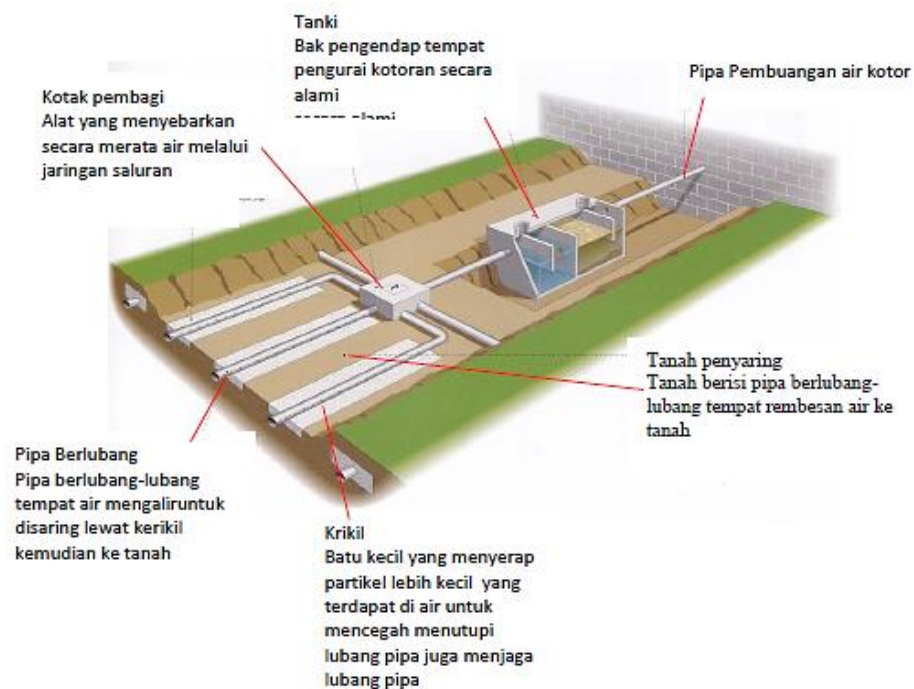 Tanki
Bak pengendap tempat
pengurai kotoran secara
alami
Pipa Pembuangan air kotor
Kotak pembagi
Alat yang menyebarkan
secara merata air melalui
jaringan saluran
Tanah penyaring
Tanah berisi pipa berlubang-
lubang tempat rembesan air ke
tanah
Pipa Berlubang
Pipa berlubang-lubang
tempat air mengaliruntuk
disaring lewat kerikil
kemudian ke tanah
Krikil
Batu kecil yang menyerap
partikel lebih kecil yang
terdapat di air untuk
mencegah menutupi
lubang pipa juga menjaga
lubang pipa